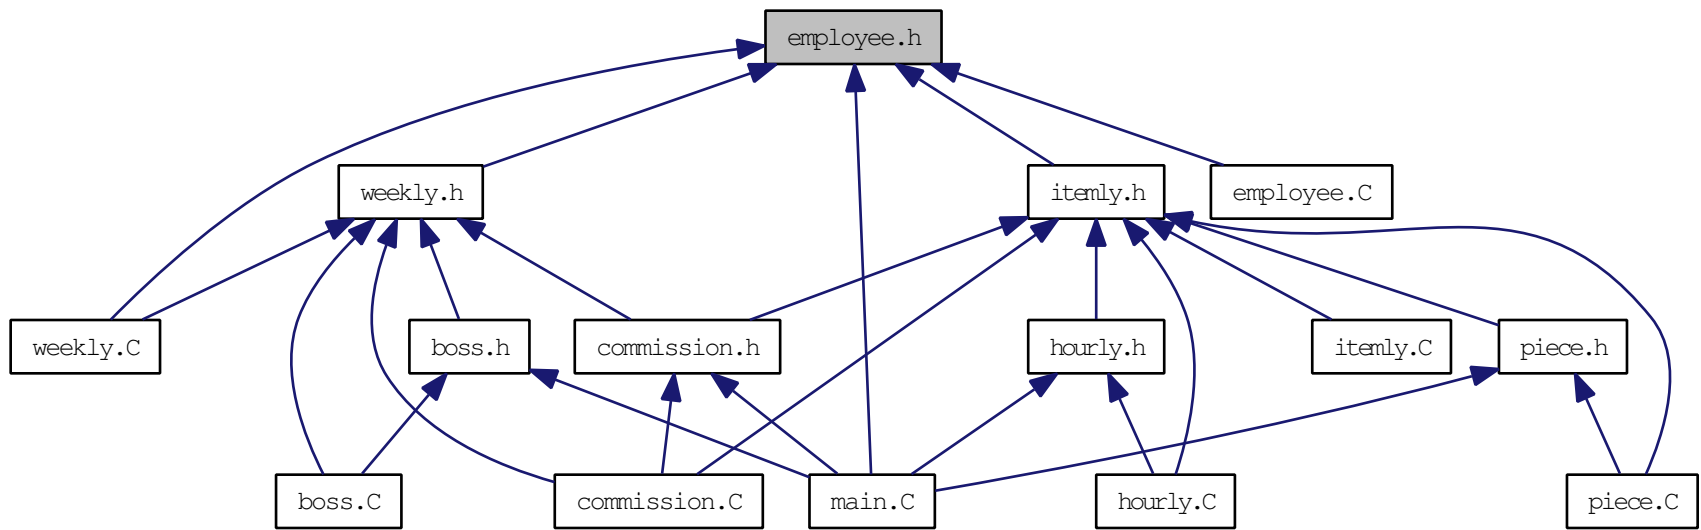 employee.h
weekly.h
itemly.h
employee.C
weekly.C
boss.h
commission.h
hourly.h
itemly.C
piece.h
boss.C
commission.C
main.C
hourly.C
piece.C